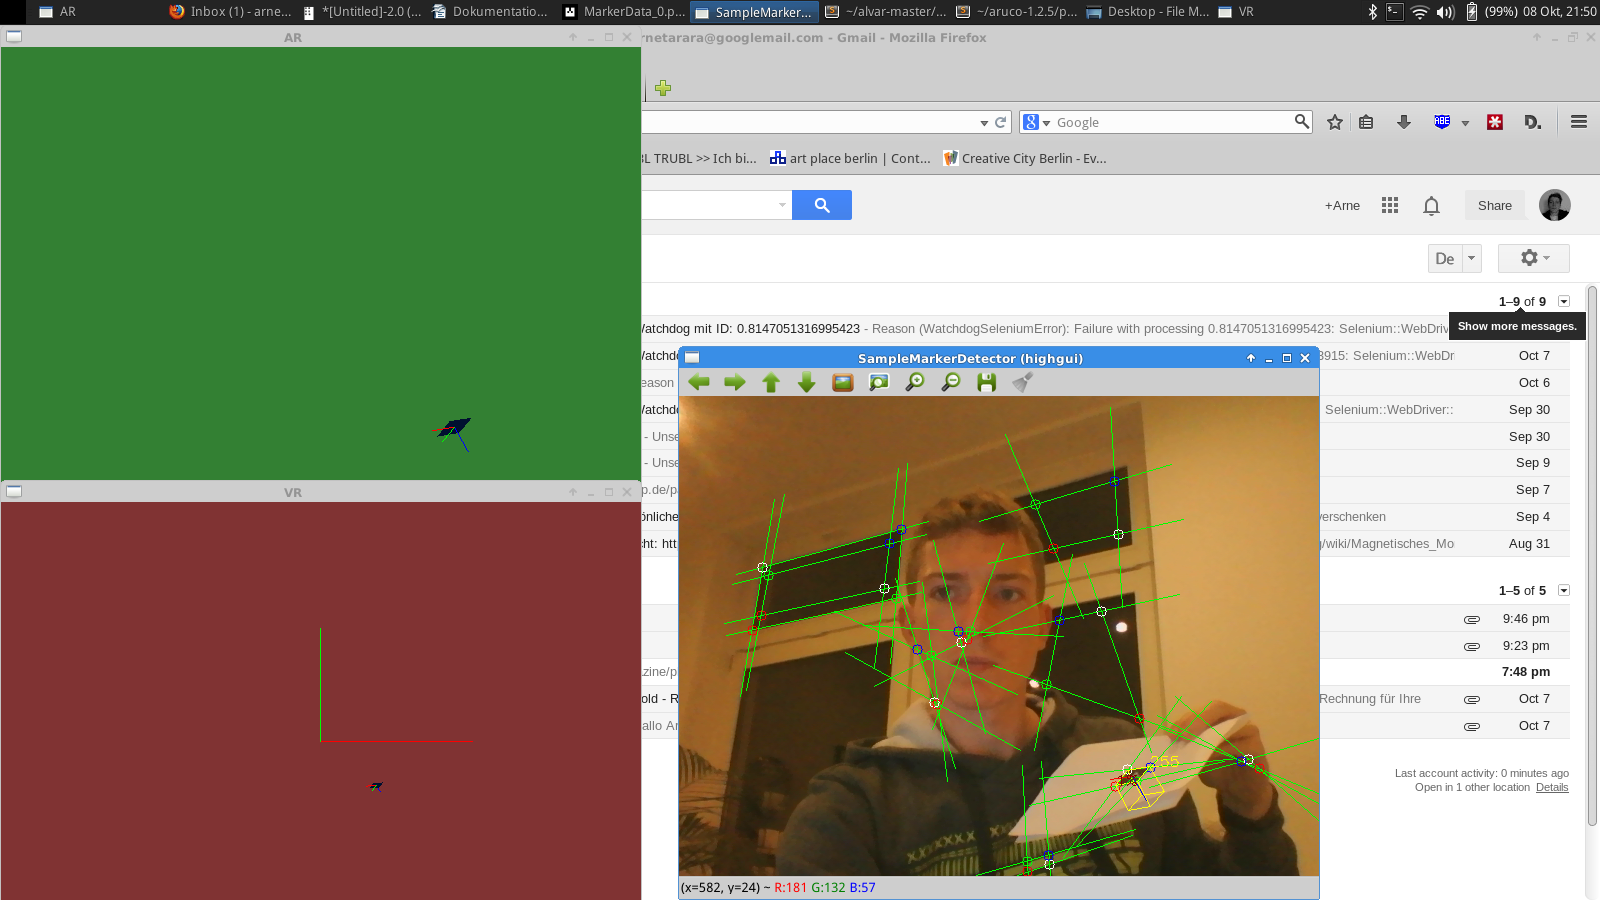 AR
Inbox (1) - arne...
*[Untitled]-2.0 (...
Dokumentatio...
MarkerData_0.p...
SampleMarker...
~/alvar-master/...
~/aruco-1.2.5/p...
Desktop - File M...
VR
(99%) 08 Okt, 21:50
AR
rnetarara@googlemail.com - Gmail - Mozilla Firefox
Google
ABE
D.
BL TRUBL >> Ich bi...
art place berlin | Cont...
Creative City Berlin - Ev...
+Arne
Share
De
1–9 of 9
Show more messages.
Watchdog mit ID: 0.8147051316995423 - Reason (WatchdogSeleniumError): Failure with processing 0.8147051316995423: Selenium::WebDriv
3915: Selenium::WebDr
Oct 7
eason
Oct 6
Selenium::WebDriver::
Sep 30
- Unse
Sep 30
- Unse
Sep 9
p.de/p
Sep 7
önliche
verschenken
Sep 4
cht: htt
g/wiki/Magnetisches_Mo
Aug 31
SampleMarkerDetector (highgui)
255
(x=582, y=24) ~ R:181 G:132 B:57
VR
1–5 of 5
9:46 pm
9:23 pm
zine/p
7:48 pm
old - R
Rechnung für Ihre
Oct 7
allo Ar
Oct 7
Last account activity: 0 minutes ago
Open in 1 other location Details